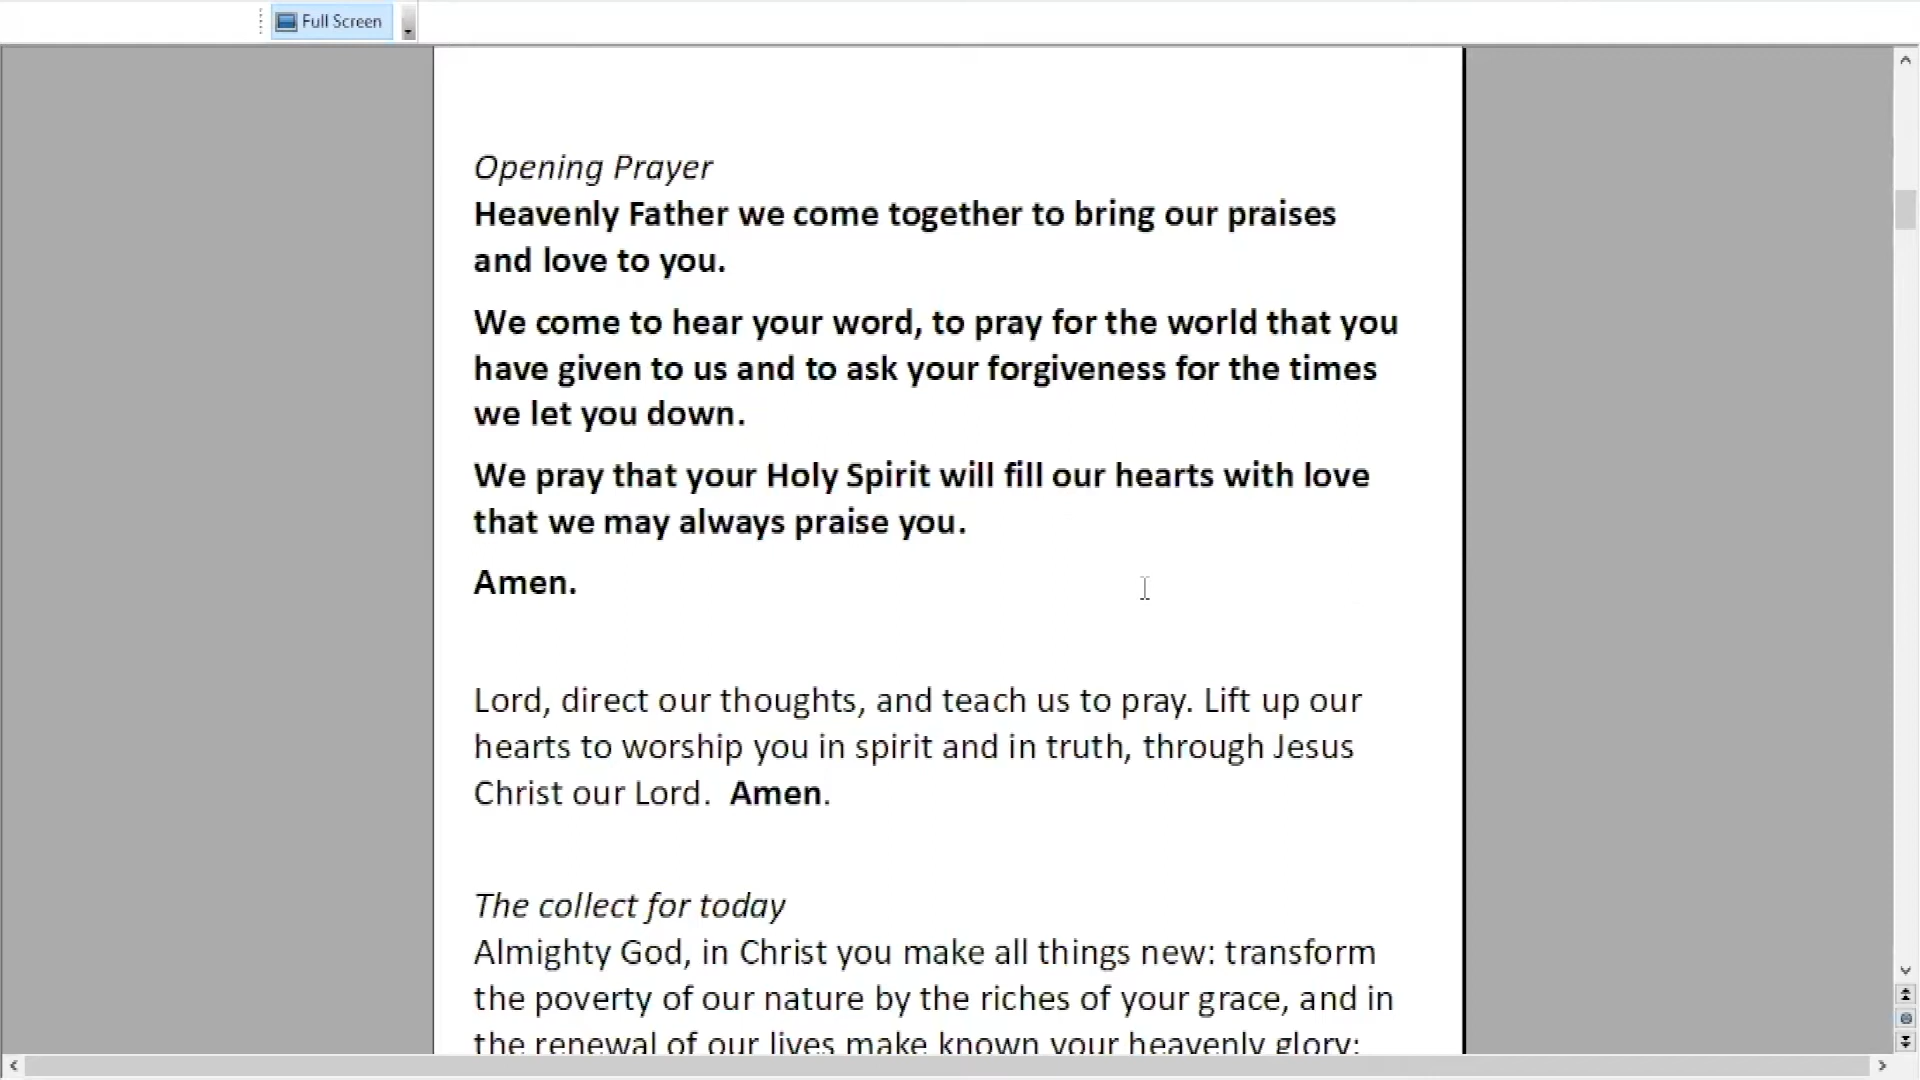 Full Screen
Opening Prayer
Heavenly Father we come together to bring our praises
and love to you.
We come to hear your word, to pray for the world that you
have given to us and to ask your forgiveness for the times
we let you down.
We pray that your Holy Spirit will fill our hearts with love
that we may always praise you.
Amen.
Lord, direct our thoughts, and teach us to pray. Lift up our
hearts to worship you in spirit and in truth, through Jesus
Christ our Lord.  Amen.
The collect for today
Almighty God, in Christ you make all things new: transform
the poverty of our nature by the riches of your grace, and in
the renewal of our lives make known your heavenly glory;